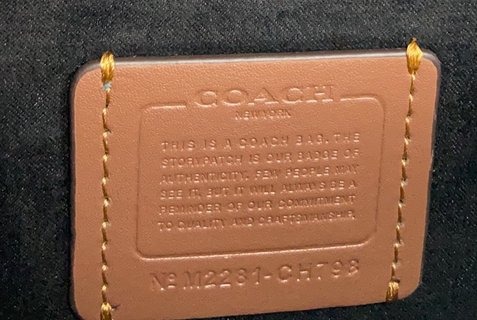 COACH
NEW YORK
THIS IS A COACH BAG. THE
STORYPATCH IS OUR BADGE OF
AUTHENTICITY. FEW PEOPLE MAY
SEE IT, BUT IT WILL ALWAYS BE A
REMINDER OF OUR COMMITMENT
TO QUALITY AND CRAFTSMANSHIP.
№ M2281-CH798